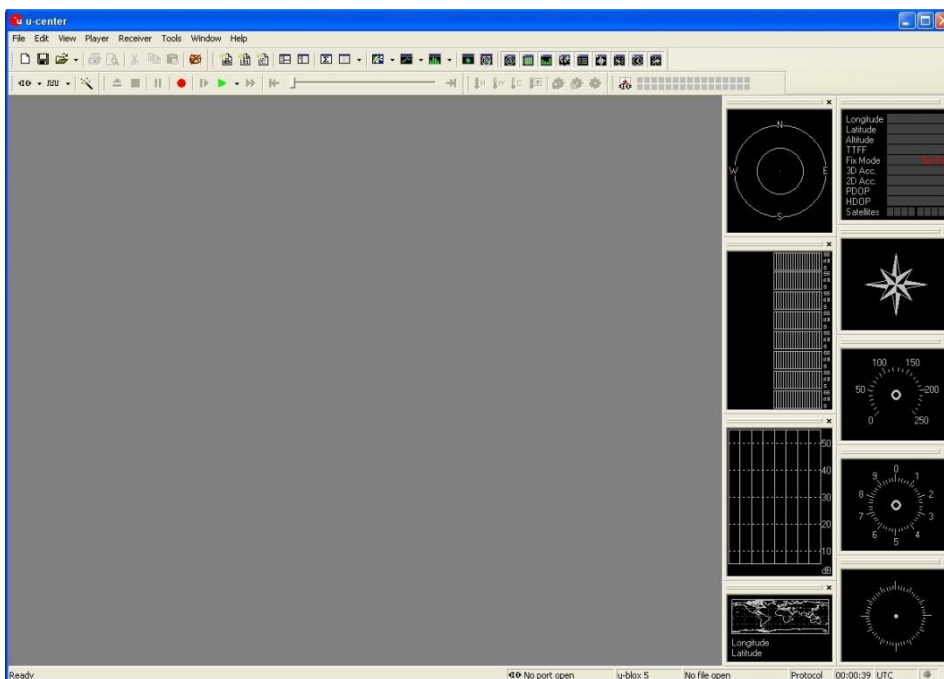 u-center
File Edit View Player Receiver Tools Window Help
N
W E
S
Longitude
Latitude
Altitude
TTFF
Fix Mode
3D Acc.
2D Acc.
PDOP
HDOP
Satellites
50
40
30
20
10
dB
Longitude
Latitude
100 150
50 200
0 250
0
9 1
8 2
7 3
6 4
5
Ready No port open u-blox 5 No file open Protocol 00:00:39 UTC